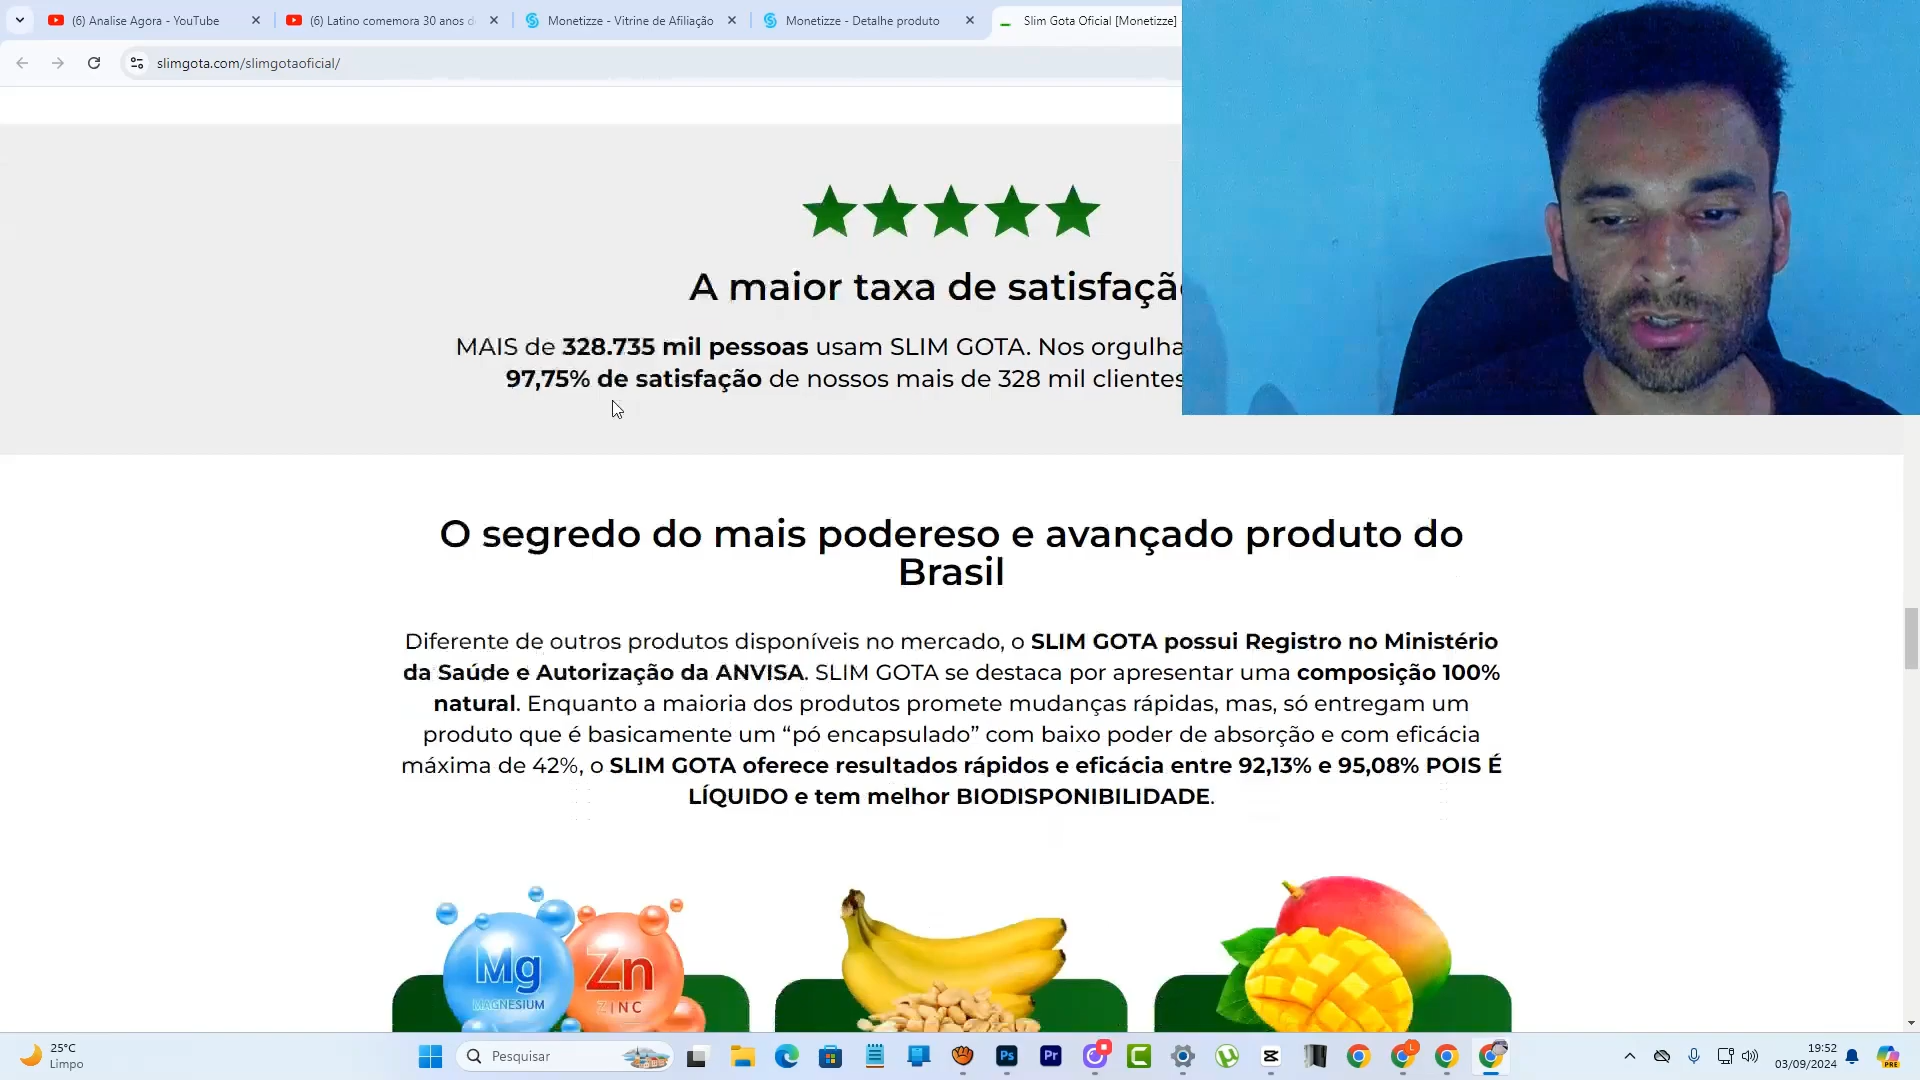 (6) Analise Agora - YouTube
(6) Latino comemora 30 anos d
Monetizze - Vitrine de Afiliação
Monetizze - Detalhe produto
Slim Gota Oficial [Monetizze]
slimgota.com/slimgotaoficial/
A maior taxa de satisfaçã
MAIS de 328.735 mil pessoas usam SLIM GOTA. Nos orgulha
97,75% de satisfação de nossos mais de 328 mil clientes
O segredo do mais podereso e avançado produto do
Brasil
Diferente de outros produtos disponíveis no mercado, o SLIM GOTA possui Registro no Ministério
da Saúde e Autorização da ANVISA. SLIM GOTA se destaca por apresentar uma composição 100%
natural. Enquanto a maioria dos produtos promete mudanças rápidas, mas, só entregam um
produto que é basicamente um “pó encapsulado” com baixo poder de absorção e com eficácia
máxima de 42%, o SLIM GOTA oferece resultados rápidos e eficácia entre 92,13% e 95,08% POIS É
LÍQUIDO e tem melhor BIODISPONIBILIDADE.
Mg
MAGNESIUM
Zn
ZINC
25°C
Limpo
Pesquisar
Ps
Pr
L
19:52
03/09/2024
PRE